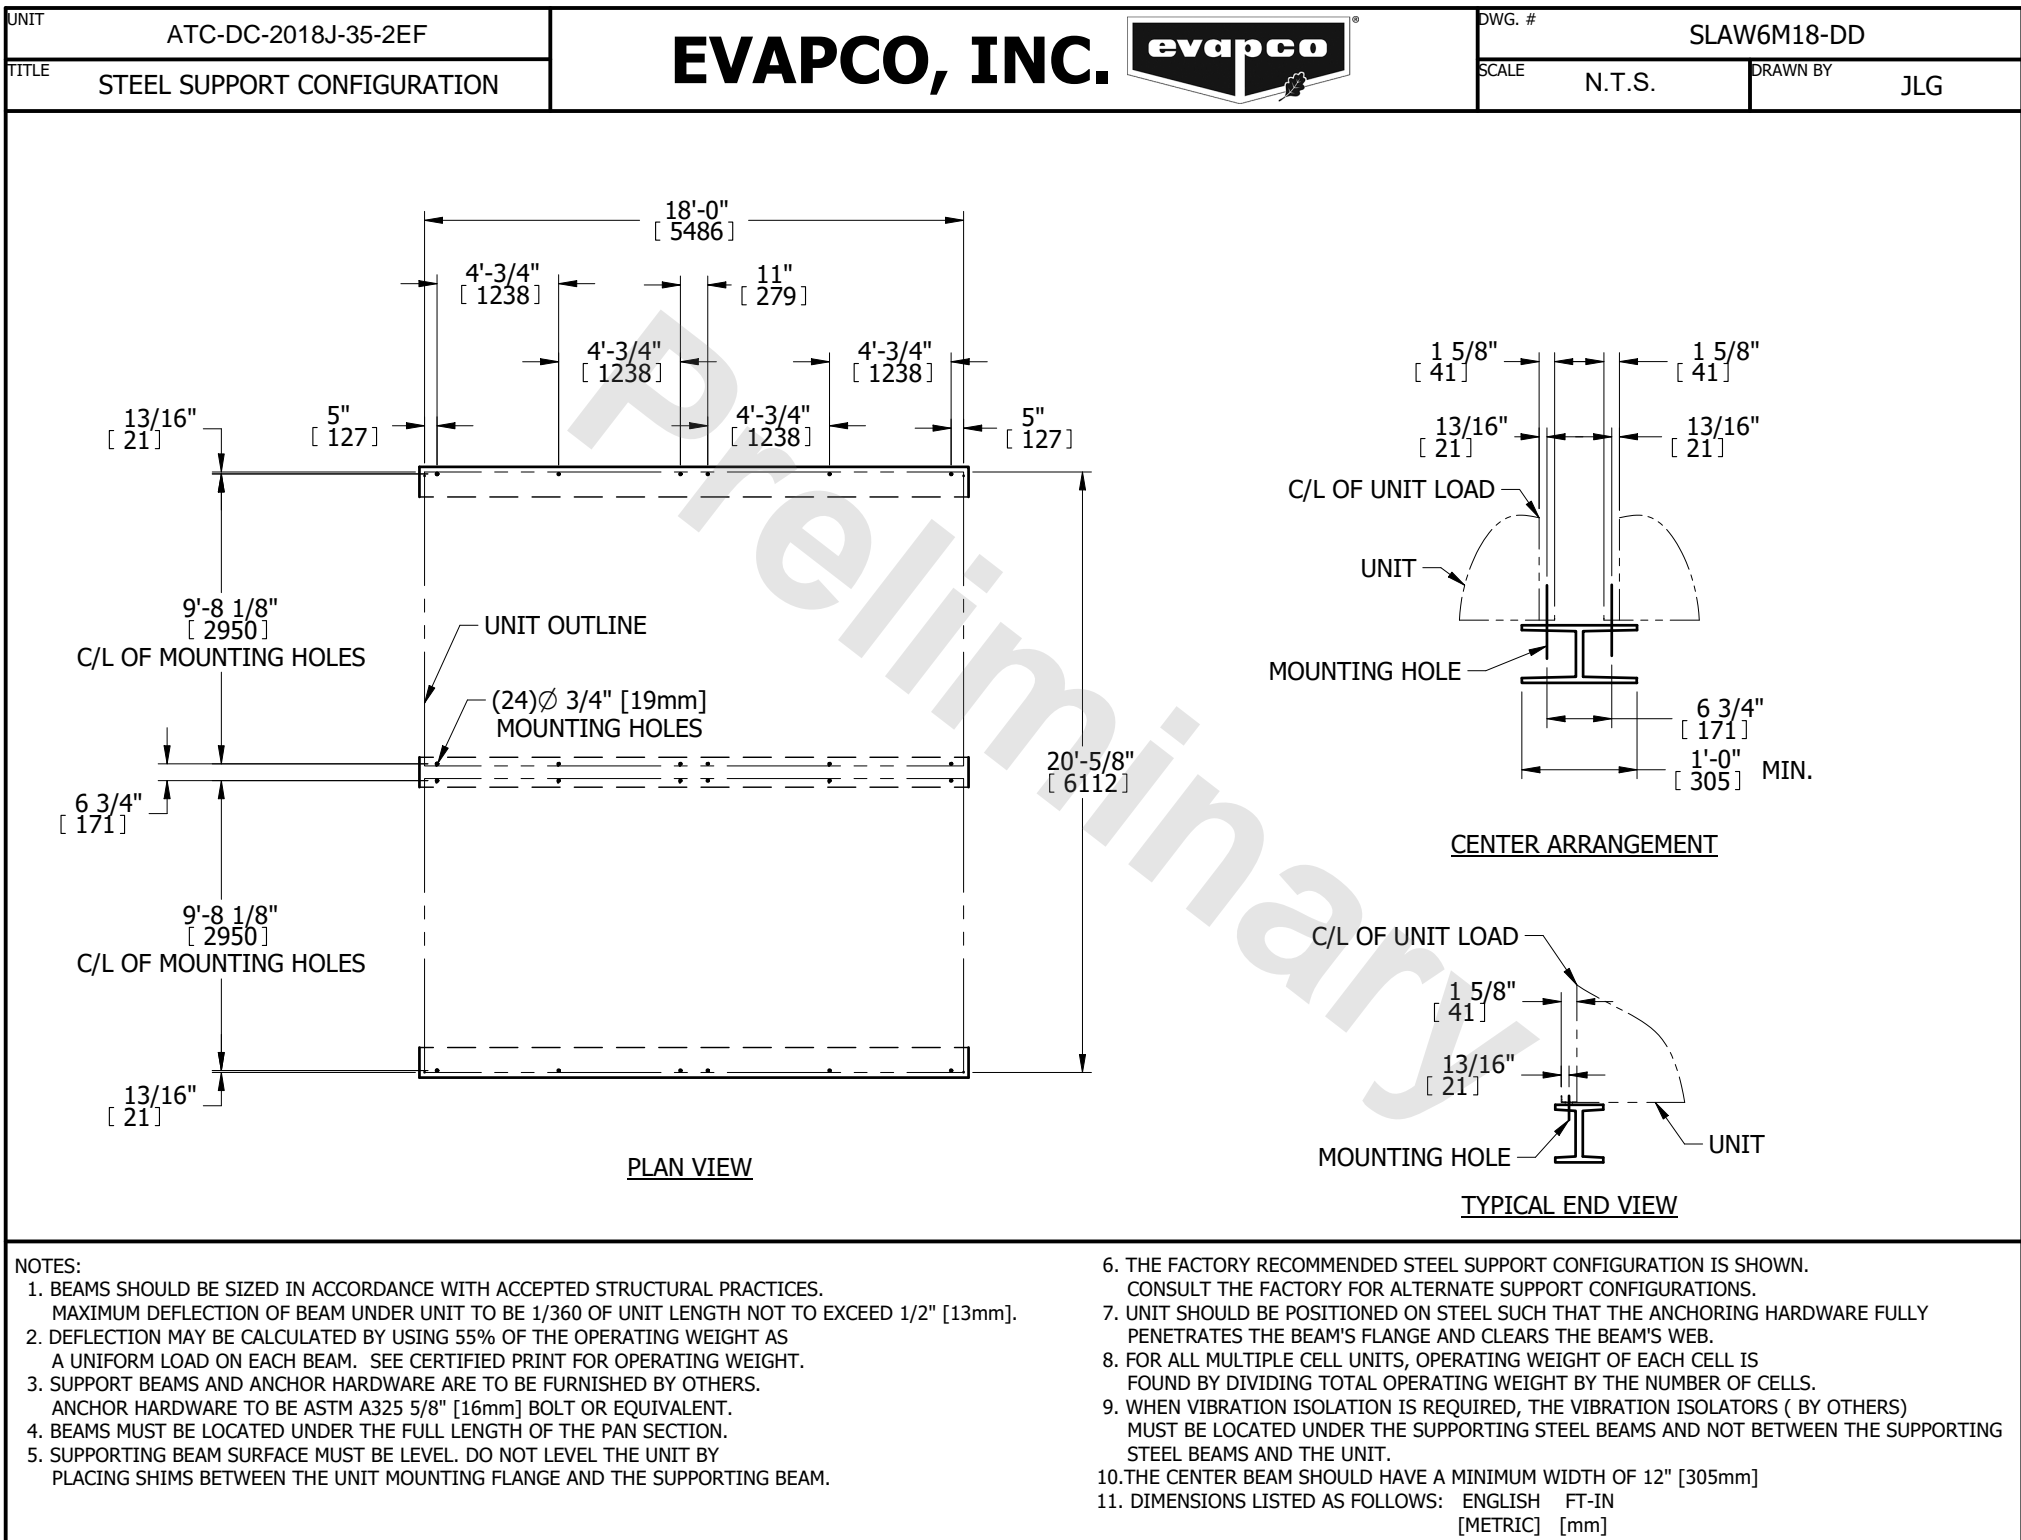 UNIT
ATC-DC-2018J-35-2EF
TITLE
STEEL SUPPORT CONFIGURATION
EVAPCO, INC.
evapco
®
DWG. #
SLAW6M18-DD
SCALE
N.T.S.
DRAWN BY
JLG
18'-0"
[ 5486 ]
4'-3/4"
[ 1238 ]
11"
[ 279 ]
4'-3/4"
[ 1238 ]
4'-3/4"
[ 1238 ]
13/16"
[ 21 ]
5"
[ 127 ]
4'-3/4"
[ 1238 ]
5"
[ 127 ]
9'-8 1/8"
[ 2950 ]
C/L OF MOUNTING HOLES
UNIT OUTLINE
(24)Ø 3/4" [19mm]
MOUNTING HOLES
6 3/4"
[ 171 ]
20'-5/8"
[ 6112 ]
9'-8 1/8"
[ 2950 ]
C/L OF MOUNTING HOLES
13/16"
[ 21 ]
PLAN VIEW
Preliminary
1 5/8"
[ 41 ]
1 5/8"
[ 41 ]
13/16"
[ 21 ]
13/16"
[ 21 ]
C/L OF UNIT LOAD
UNIT
MOUNTING HOLE
6 3/4"
[ 171 ]
1'-0"
[ 305 ] MIN.
CENTER ARRANGEMENT
C/L OF UNIT LOAD
1 5/8"
[ 41 ]
13/16"
[ 21 ]
MOUNTING HOLE
UNIT
TYPICAL END VIEW
NOTES:
1. BEAMS SHOULD BE SIZED IN ACCORDANCE WITH ACCEPTED STRUCTURAL PRACTICES.
MAXIMUM DEFLECTION OF BEAM UNDER UNIT TO BE 1/360 OF UNIT LENGTH NOT TO EXCEED 1/2" [13mm].
2. DEFLECTION MAY BE CALCULATED BY USING 55% OF THE OPERATING WEIGHT AS
A UNIFORM LOAD ON EACH BEAM. SEE CERTIFIED PRINT FOR OPERATING WEIGHT.
3. SUPPORT BEAMS AND ANCHOR HARDWARE ARE TO BE FURNISHED BY OTHERS.
ANCHOR HARDWARE TO BE ASTM A325 5/8" [16mm] BOLT OR EQUIVALENT.
4. BEAMS MUST BE LOCATED UNDER THE FULL LENGTH OF THE PAN SECTION.
5. SUPPORTING BEAM SURFACE MUST BE LEVEL. DO NOT LEVEL THE UNIT BY
PLACING SHIMS BETWEEN THE UNIT MOUNTING FLANGE AND THE SUPPORTING BEAM.
6. THE FACTORY RECOMMENDED STEEL SUPPORT CONFIGURATION IS SHOWN.
CONSULT THE FACTORY FOR ALTERNATE SUPPORT CONFIGURATIONS.
7. UNIT SHOULD BE POSITIONED ON STEEL SUCH THAT THE ANCHORING HARDWARE FULLY
PENETRATES THE BEAM'S FLANGE AND CLEARS THE BEAM'S WEB.
8. FOR ALL MULTIPLE CELL UNITS, OPERATING WEIGHT OF EACH CELL IS
FOUND BY DIVIDING TOTAL OPERATING WEIGHT BY THE NUMBER OF CELLS.
9. WHEN VIBRATION ISOLATION IS REQUIRED, THE VIBRATION ISOLATORS ( BY OTHERS)
MUST BE LOCATED UNDER THE SUPPORTING STEEL BEAMS AND NOT BETWEEN THE SUPPORTING
STEEL BEAMS AND THE UNIT.
10.THE CENTER BEAM SHOULD HAVE A MINIMUM WIDTH OF 12" [305mm]
11. DIMENSIONS LISTED AS FOLLOWS: ENGLISH FT-IN
[METRIC] [mm]